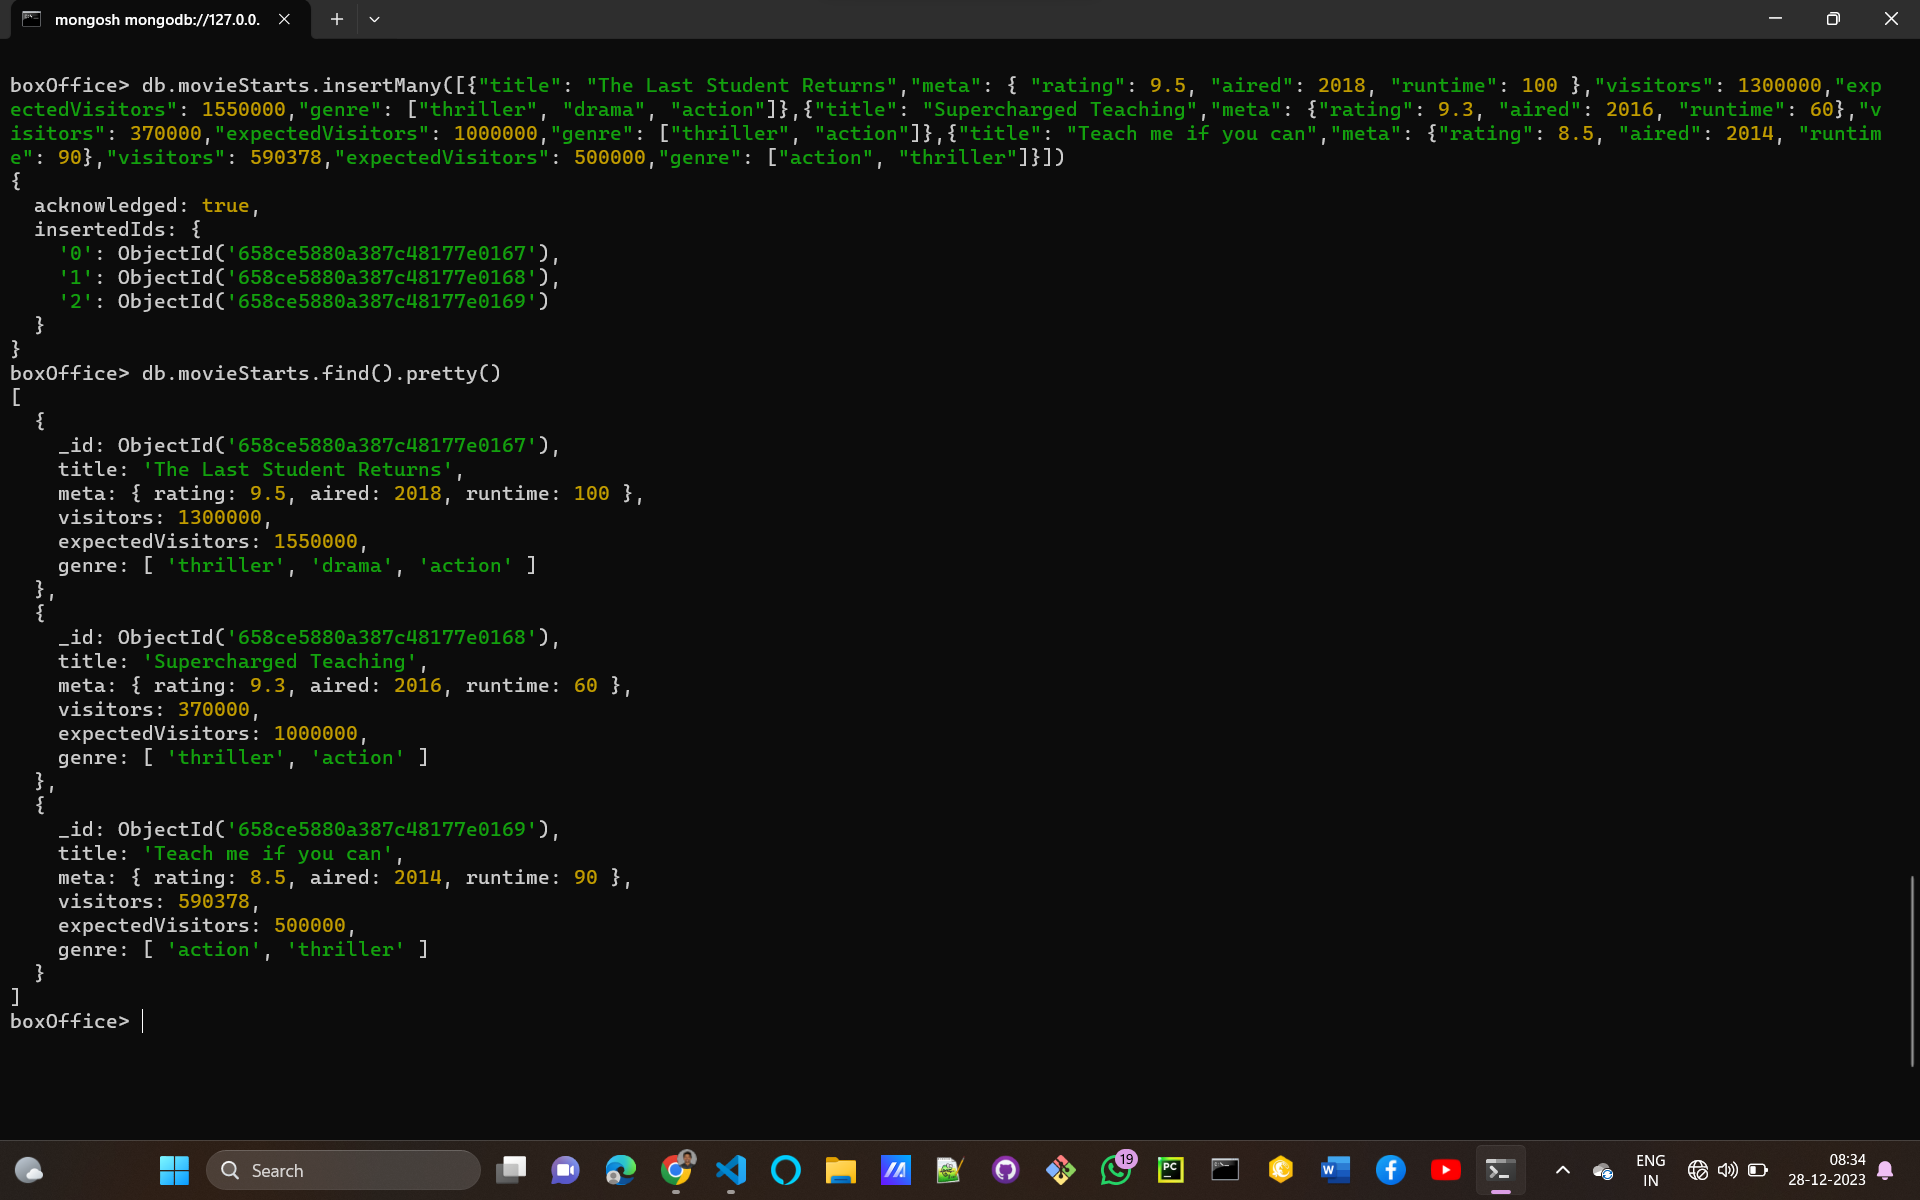 mongosh mongodb://127.0.0.
boxOffice> db.movieStarts.insertMany([{"title": "The Last Student Returns","meta": { "rating": 9.5, "aired": 2018, "runtime": 100 },"visitors": 1300000,"exp
ectedVisitors": 1550000,"genre": ["thriller", "drama", "action"]},{"title": "Supercharged Teaching","meta": {"rating": 9.3, "aired": 2016, "runtime": 60},"v
isitors": 370000,"expectedVisitors": 1000000,"genre": ["thriller", "action"]},{"title": "Teach me if you can","meta": {"rating": 8.5, "aired": 2014, "runtim
e": 90},"visitors": 590378,"expectedVisitors": 500000,"genre": ["action", "thriller"]}])
{
  acknowledged: true,
  insertedIds: {
    '0': ObjectId('658ce5880a387c48177e0167'),
    '1': ObjectId('658ce5880a387c48177e0168'),
    '2': ObjectId('658ce5880a387c48177e0169')
  }
}
boxOffice> db.movieStarts.find().pretty()
[
  {
    _id: ObjectId('658ce5880a387c48177e0167'),
    title: 'The Last Student Returns',
    meta: { rating: 9.5, aired: 2018, runtime: 100 },
    visitors: 1300000,
    expectedVisitors: 1550000,
    genre: [ 'thriller', 'drama', 'action' ]
  },
  {
    _id: ObjectId('658ce5880a387c48177e0168'),
    title: 'Supercharged Teaching',
    meta: { rating: 9.3, aired: 2016, runtime: 60 },
    visitors: 370000,
    expectedVisitors: 1000000,
    genre: [ 'thriller', 'action' ]
  },
  {
    _id: ObjectId('658ce5880a387c48177e0169'),
    title: 'Teach me if you can',
    meta: { rating: 8.5, aired: 2014, runtime: 90 },
    visitors: 590378,
    expectedVisitors: 500000,
    genre: [ 'action', 'thriller' ]
  }
]
boxOffice>
Search
19
PC
W
ENG
IN
08:34
28-12-2023